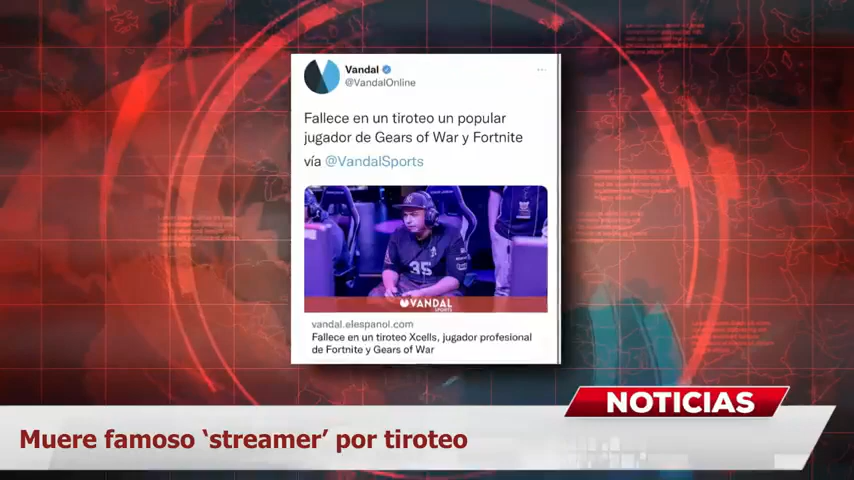 Vandal
@VandalOnline
Fallece en un tiroteo un popular
jugador de Gears of War y Fortnite
vía @VandalSports
35
VANDAL
SPORTS
vandal.elespanol.com
Fallece en un tiroteo Xcells, jugador profesional
de Fortnite y Gears of War
NOTICIAS
Muere famoso ‘streamer’ por tiroteo